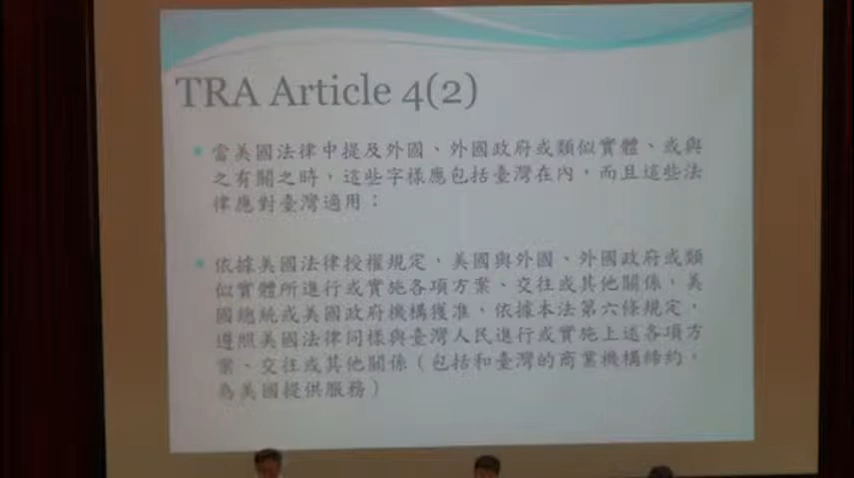 TRA Article 4(2)
當美國法律中提及外國、外國政府或類似實體、或與
之有關之時，這些字樣應包括臺灣在內，而且這些法
律應對臺灣適用；
依據美國法律授權規定，美國與外國、外國政府或類
似實體所進行或實施各項方案、交往或其他關係，美
國總統或美國政府機構獲准，依據本法第六條規定，
遵照美國法律同樣與臺灣人民進行或實施上述各項方
案、交往或其他關係（包括和臺灣的商業機構締約，
為美國提供服務）